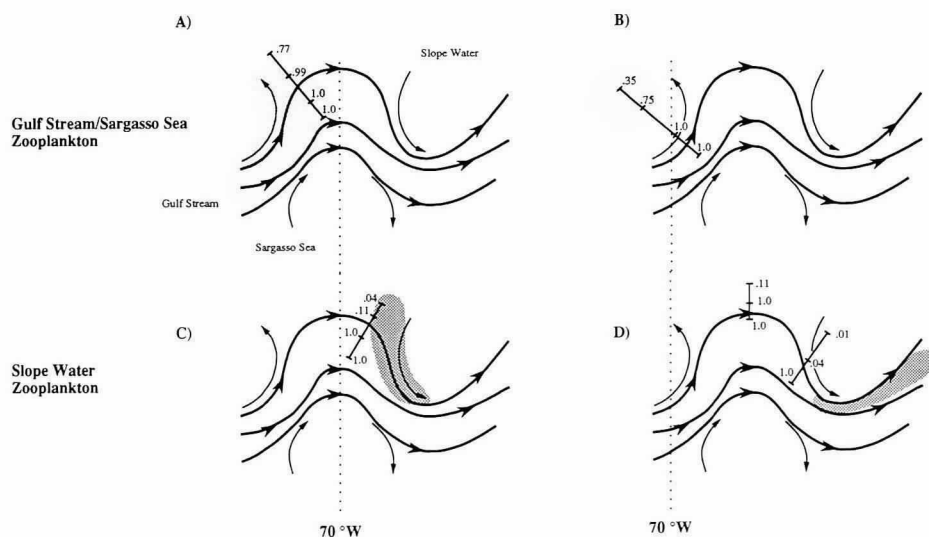 A)
B)
.77
.99
1.0
1.0
Slope Water
.35
.75
1.0
1.0
Gulf Stream/Sargasso Sea
Zooplankton
Gulf Stream
Sargasso Sea
C)
.04
.11
1.0
1.0
D)
.11
1.0
1.0
.01
.04
1.0
Slope Water
Zooplankton
70 °W
70 °W